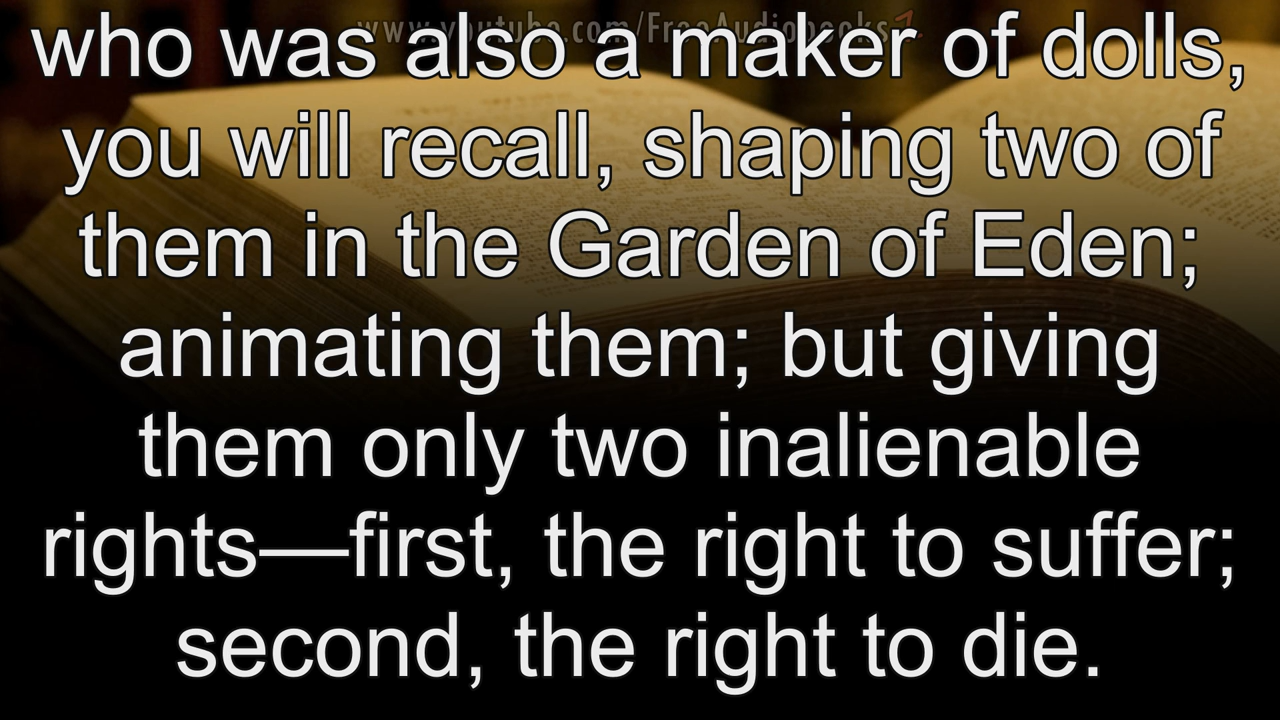 www.youtube.com/FreeAudiobooks1
who was also a maker of dolls,
you will recall, shaping two of
them in the Garden of Eden;
animating them; but giving
them only two inalienable
rights—first, the right to suffer;
second, the right to die.